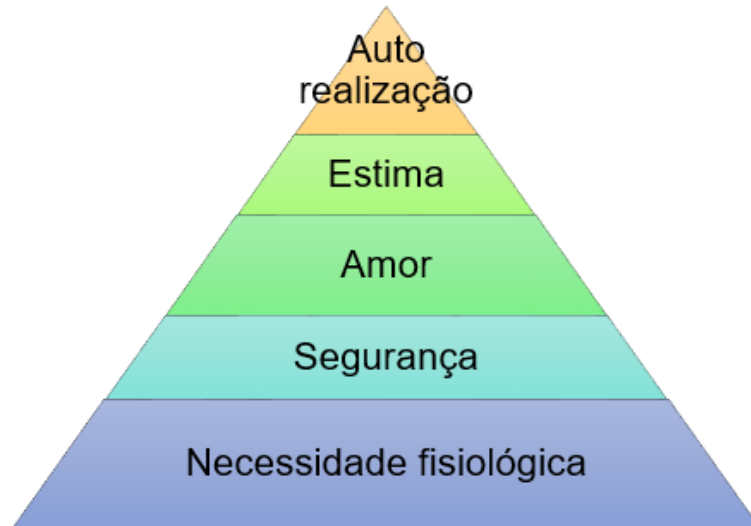 Auto
realização
Estima
Amor
Segurança
Necessidade fisiológica